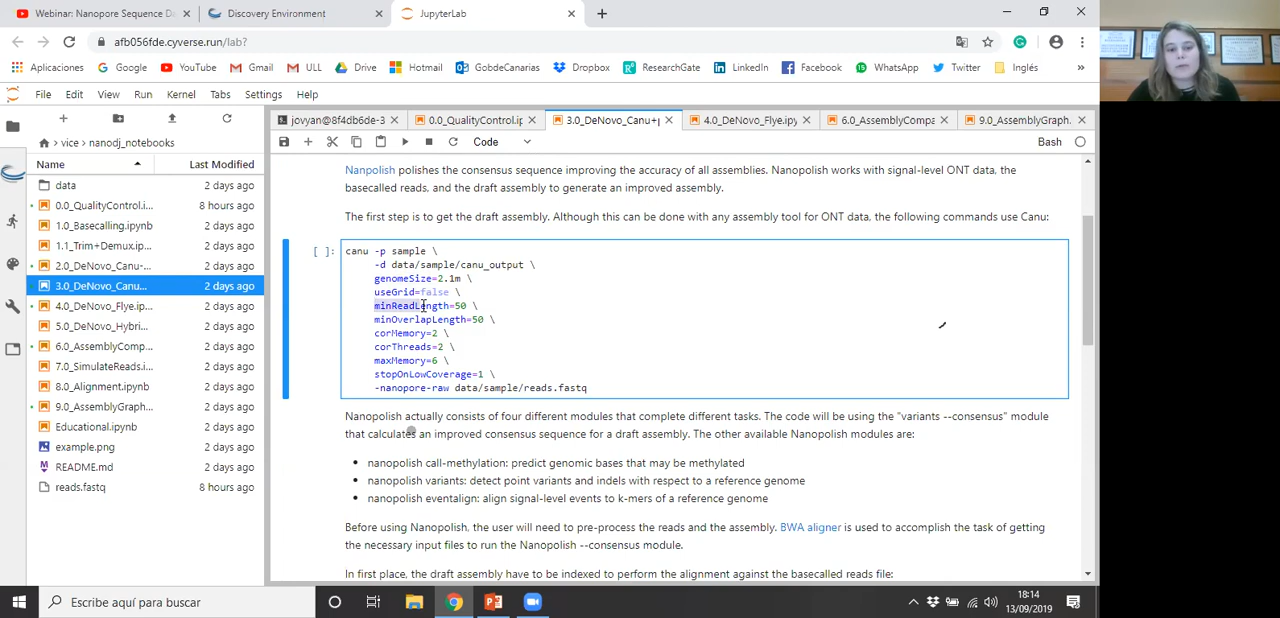 Webinar: Nanopore Sequence Da
Discovery Environment
JupyterLab
afb056fde.cyverse.run/lab?
Aplicaciones
Google
YouTube
Gmail
ULL
Drive
Hotmail
GobdeCanarias
Dropbox
ResearchGate
LinkedIn
Facebook
WhatsApp
Twitter
Inglés
File Edit View Run Kernel Tabs Settings Help
jovyan@8f4db6de-3
0.0_QualityControl.ip
3.0_DeNovo_Canu+
4.0_DeNovo_Flye.ipy
6.0_AssemblyCompa
9.0_AssemblyGraph.
Code
Bash
vice nanodj_notebooks
Name Last Modified
data 2 days ago
0.0_QualityControl.i... 8 hours ago
1.0_Basecalling.ipynb 2 days ago
1.1_Trim+Demux.ip... 2 days ago
2.0_DeNovo_Canu-... 2 days ago
3.0_DeNovo_Canu... 2 days ago
4.0_DeNovo_Flye.ip... 2 days ago
5.0_DeNovo_Hybri... 2 days ago
6.0_AssemblyComp... 2 days ago
7.0_SimulateReads.i... 2 days ago
8.0_Alignment.ipynb 2 days ago
9.0_AssemblyGraph... 2 days ago
Educational.ipynb 2 days ago
example.png 2 days ago
README.md 2 days ago
reads.fastq 8 hours ago
Nanpolish polishes the consensus sequence improving the accuracy of all assemblies. Nanopolish works with signal-level ONT data, the
basecalled reads, and the draft assembly to generate an improved assembly.
The first step is to get the draft assembly. Although this can be done with any assembly tool for ONT data, the following commands use Canu:
[ ]: canu -p sample \
-d data/sample/canu_output \
genomeSize=2.1m \
useGrid=false \
minReadLength=50 \
minOverlapLength=50 \
corMemory=2 \
corThreads=2 \
maxMemory=6 \
stopOnLowCoverage=1 \
-nanopore-raw data/sample/reads.fastq
Nanopolish actually consists of four different modules that complete different tasks. The code will be using the "variants --consensus" module
that calculates an improved consensus sequence for a draft assembly. The other available Nanopolish modules are:
• nanopolish call-methylation: predict genomic bases that may be methylated
• nanopolish variants: detect point variants and indels with respect to a reference genome
• nanopolish eventalign: align signal-level events to k-mers of a reference genome
Before using Nanopolish, the user will need to pre-process the reads and the assembly. BWA aligner is used to accomplish the task of getting
the necessary input files to run the Nanopolish --consensus module.
In first place, the draft assembly have to be indexed to perform the alignment against the basecalled reads file:
Escribe aquí para buscar
18:14
13/09/2019